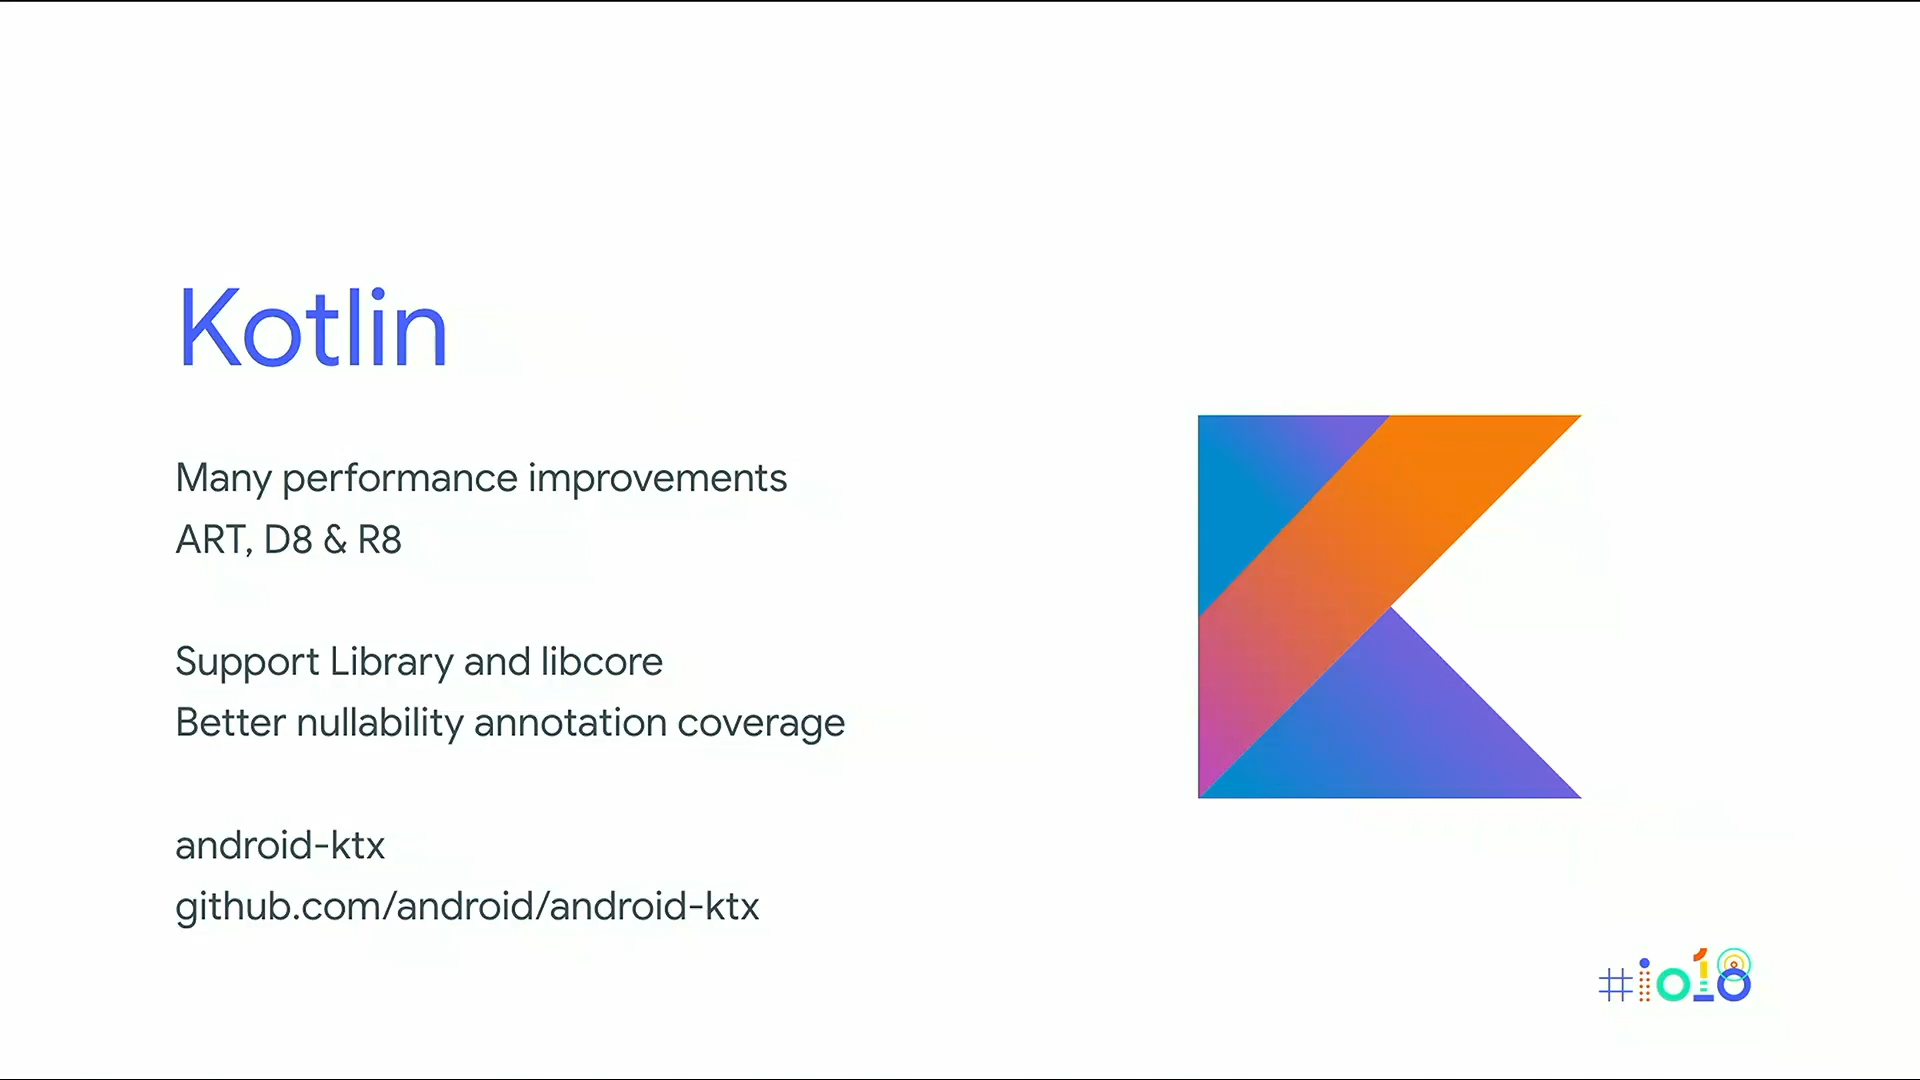 Kotlin
Many performance improvements
ART, D8 & R8
Support Library and libcore
Better nullability annotation coverage
android-ktx
github.com/android/android-ktx
#io18